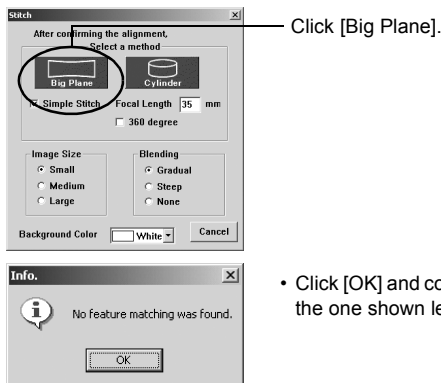 Stitch
After confirming the alignment,
Select a method
Big Plane
Cylinder
Simple Stitch
Focal Length 35 mm
360 degree
Image Size
Small
Medium
Large
Blending
Gradual
Steep
None
Background Color White
Cancel
Click [Big Plane].
Info.
No feature matching was found.
OK
• Click [OK] and co
the one shown le